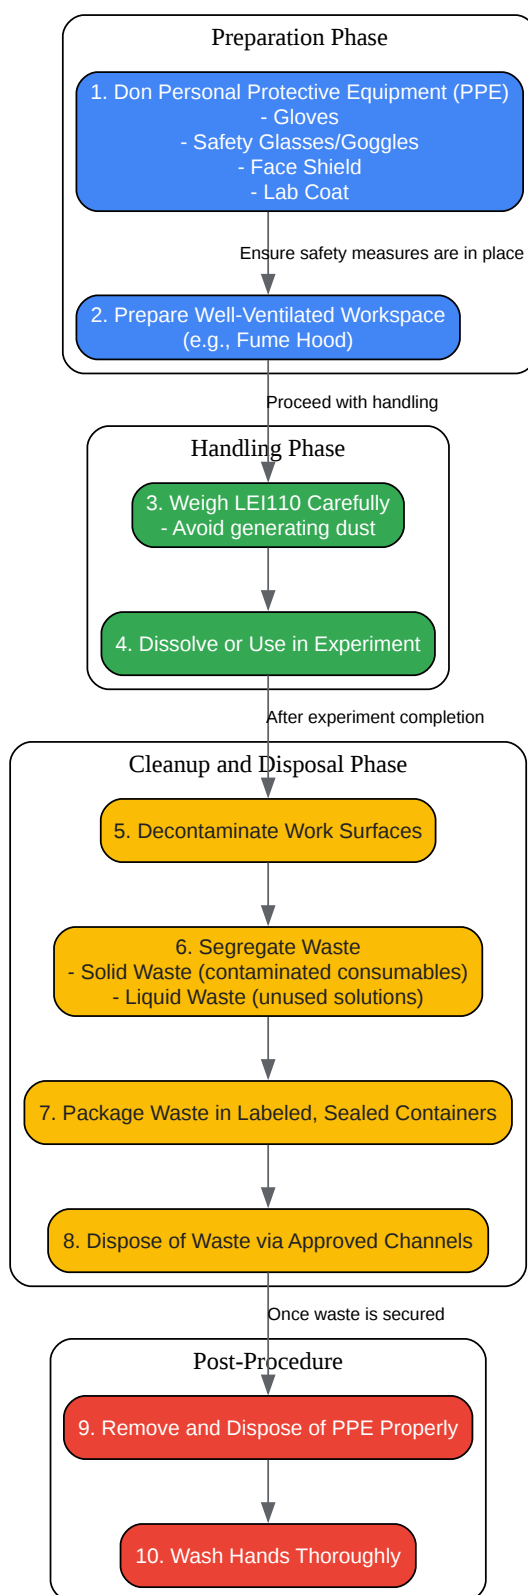 Preparation Phase
1. Don Personal Protective Equipment (PPE)
- Gloves
- Safety Glasses/Goggles
- Face Shield
- Lab Coat
Ensure safety measures are in place
2. Prepare Well-Ventilated Workspace
(e.g., Fume Hood)
Proceed with handling
Handling Phase
3. Weigh LEI110 Carefully
- Avoid generating dust
4. Dissolve or Use in Experiment
After experiment completion
Cleanup and Disposal Phase
5. Decontaminate Work Surfaces
6. Segregate Waste
- Solid Waste (contaminated consumables)
- Liquid Waste (unused solutions)
7. Package Waste in Labeled, Sealed Containers
8. Dispose of Waste via Approved Channels
Once waste is secured
Post-Procedure
9. Remove and Dispose of PPE Properly
10. Wash Hands Thoroughly